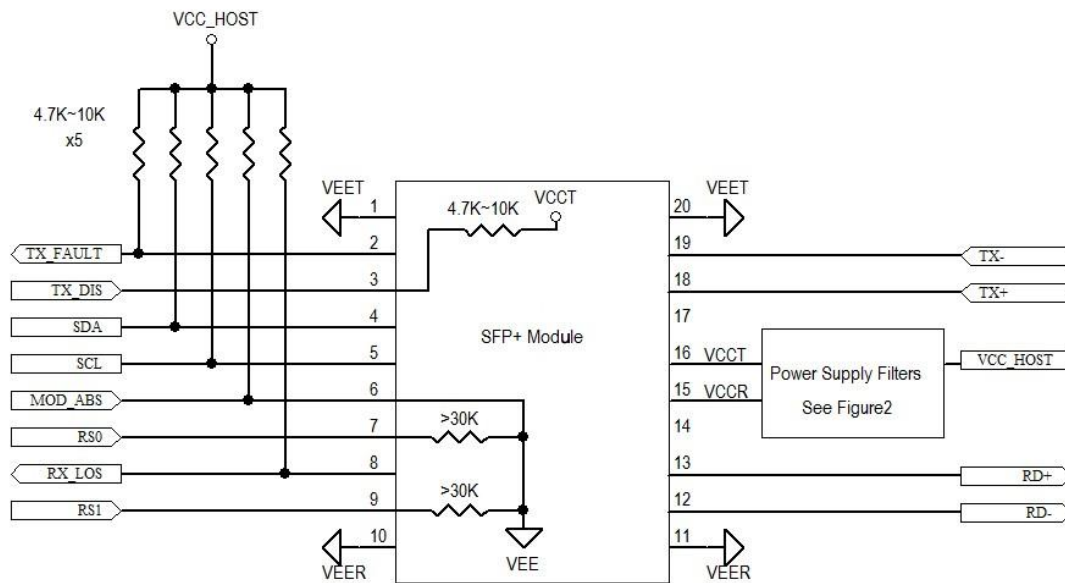 VCC_HOST
4.7K~10K
x5
VEET
1
2
3
4
5
6
7
8
9
10
VEER
TX_FAULT
TX_DIS
SDA
SCL
MOD_ABS
RS0
RX_LOS
RS1
4.7K~10K
VCCT
SFP+ Module
>30K
>30K
VEE
VEET
20
19
18
17
16
15
14
13
12
11
VEER
VCCT
VCCR
Power Supply Filters
See Figure2
TX-
TX+
VCC_HOST
RD+
RD-